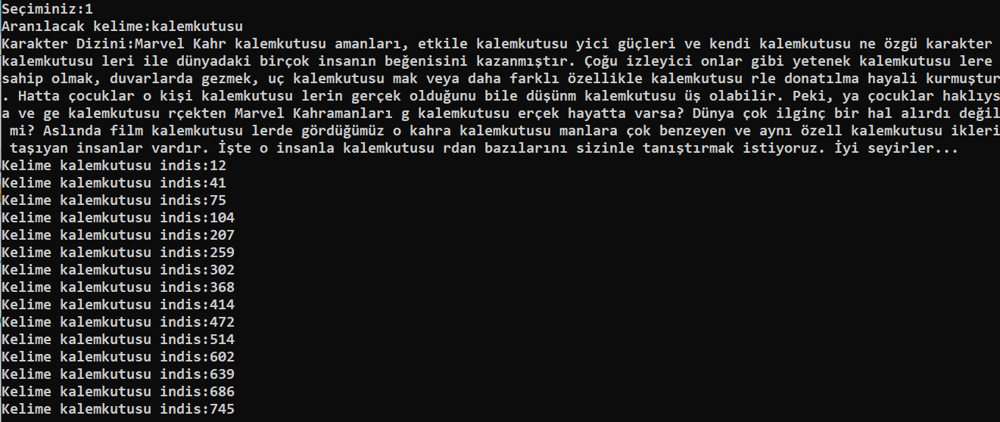 Seçiminiz:1
Aranılacak kelime:kalemkutusu
Karakter Dizini:Marvel Kahr kalemkutusu amanları, etkile kalemkutusu yici güçleri ve kendi kalemkutusu ne özgü karakter
kalemkutusu leri ile dünyadaki birçok insanın beğenisini kazanmıştır. Çoğu izleyici onlar gibi yetenek kalemkutusu lere
sahip olmak, duvarlarda gezmek, uç kalemkutusu mak veya daha farklı özellikle kalemkutusu rle donatılma hayali kurmuştur
. Hatta çocuklar o kişi kalemkutusu lerin gerçek olduğunu bile düşünm kalemkutusu üş olabilir. Peki, ya çocuklar haklıys
a ve ge kalemkutusu rçekten Marvel Kahramanları g kalemkutusu erçek hayatta varsa? Dünya çok ilginç bir hal alırdı değil
mi? Aslında film kalemkutusu lerde gördüğümüz o kahra kalemkutusu manlara çok benzeyen ve aynı özell kalemkutusu ikleri
taşıyan insanlar vardır. İşte o insanla kalemkutusu rdan bazılarını sizinle tanıştırmak istiyoruz. İyi seyirler...
Kelime kalemkutusu indis:12
Kelime kalemkutusu indis:41
Kelime kalemkutusu indis:75
Kelime kalemkutusu indis:104
Kelime kalemkutusu indis:207
Kelime kalemkutusu indis:259
Kelime kalemkutusu indis:302
Kelime kalemkutusu indis:368
Kelime kalemkutusu indis:414
Kelime kalemkutusu indis:472
Kelime kalemkutusu indis:514
Kelime kalemkutusu indis:602
Kelime kalemkutusu indis:639
Kelime kalemkutusu indis:686
Kelime kalemkutusu indis:745